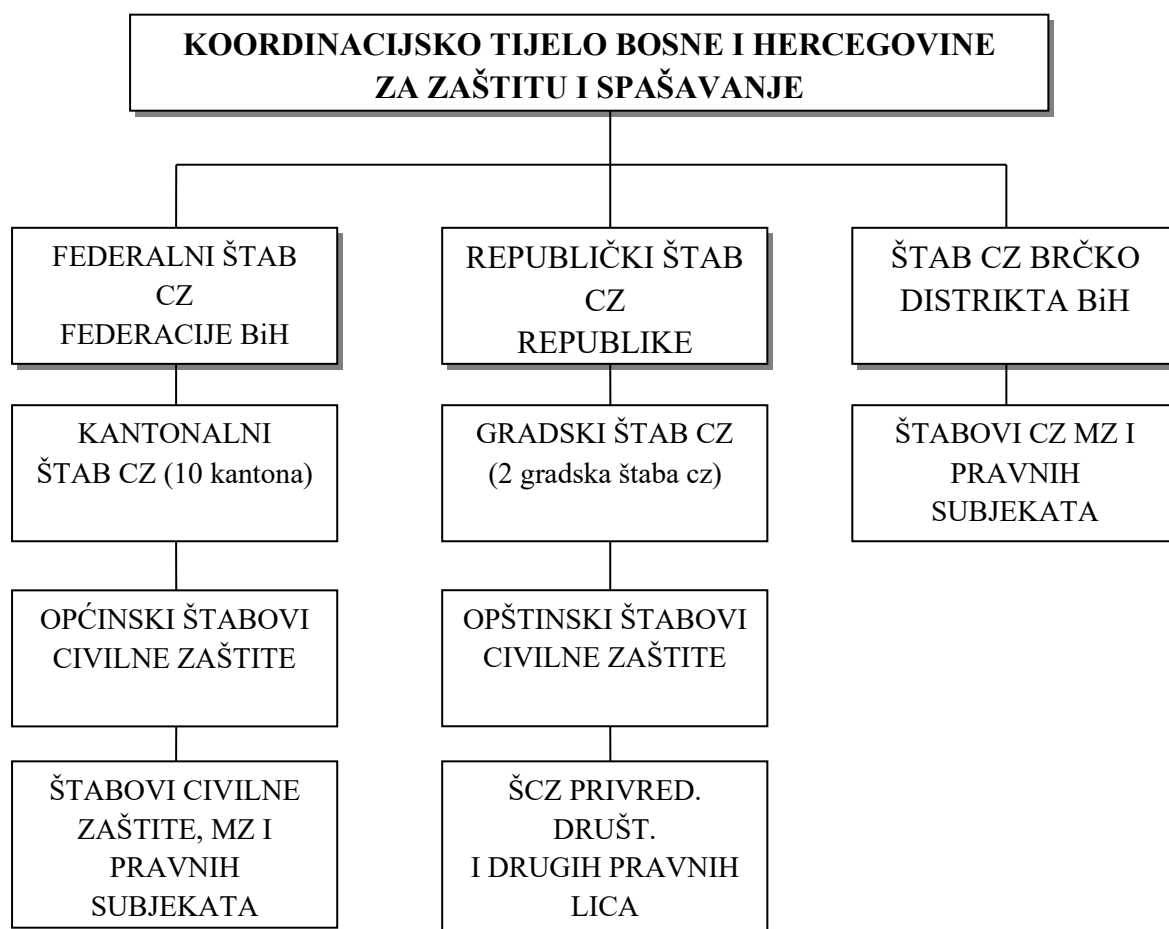 KOORDINACIJSKO TIJELO BOSNE I HERCEGOVINE
ZA ZAŠTITU I SPAŠAVANJE
FEDERALNI ŠTAB
CZ
FEDERACIJE BiH
REPUBLIČKI ŠTAB
CZ
REPUBLIKE
ŠTAB CZ BRČKO
DISTRIKTA BiH
KANTONALNI
ŠTAB CZ (10 kantona)
GRADSKI ŠTAB CZ
(2 gradska štaba cz)
ŠTABOVI CZ MZ I
PRAVNIH
SUBJEKATA
OPĆINSKI ŠTABOVI
CIVILNE ZAŠTITE
OPŠTINSKI ŠTABOVI
CIVILNE ZAŠTITE
ŠTABOVI CIVILNE
ZAŠTITE, MZ I
PRAVNIH
SUBJEKATA
ŠCZ PRIVRED.
DRUŠT.
I DRUGIH PRAVNIH
LICA